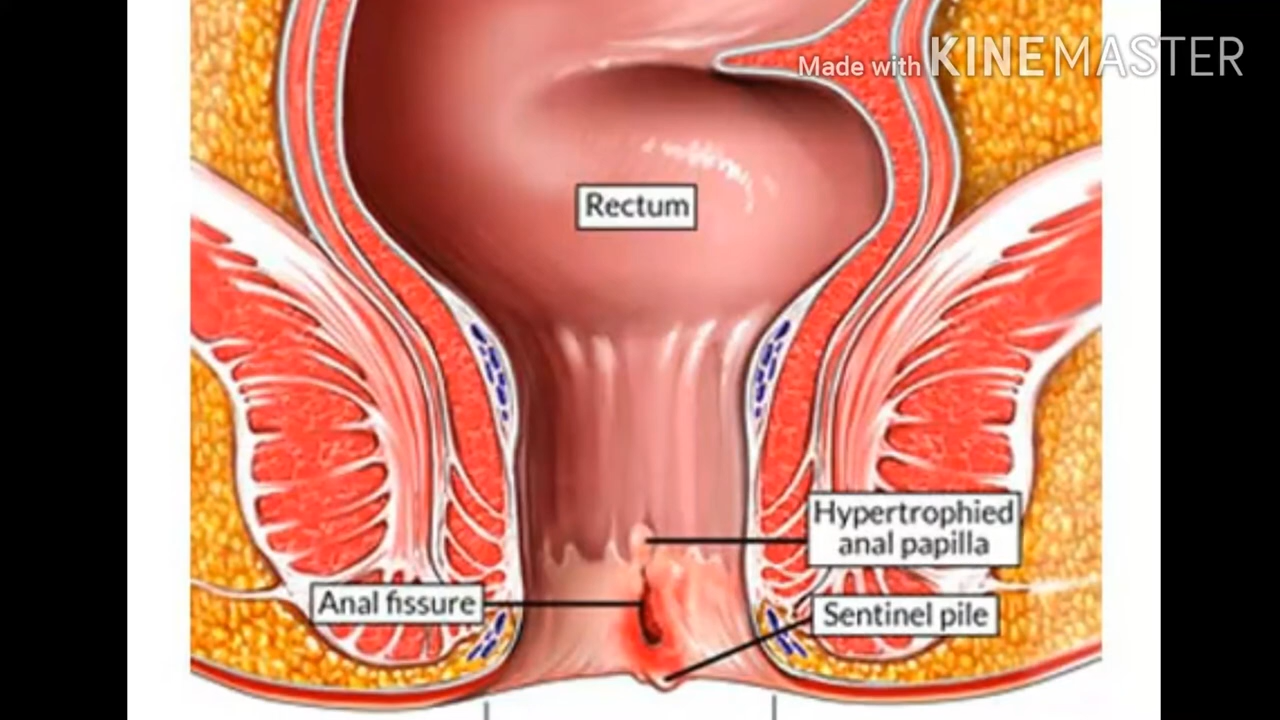 Made with KINEMASTER
Rectum
Hypertrophied
anal papilla
Anal fissure
Sentinel pile